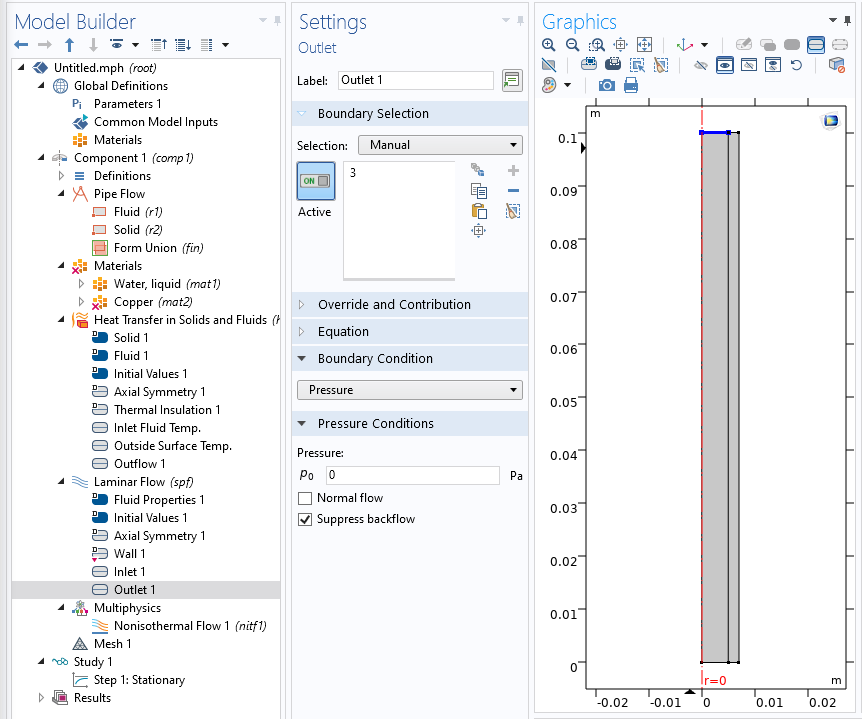 Model Builder
Untitled.mph (root)
Global Definitions
Pi Parameters 1
Common Model Inputs
Materials
Component 1 (comp1)
Definitions
Pipe Flow
Fluid (r1)
Solid (r2)
Form Union (fin)
Materials
Water, liquid (mat1)
Copper (mat2)
Heat Transfer in Solids and Fluids
Solid 1
Fluid 1
Initial Values 1
Axial Symmetry 1
Thermal Insulation 1
Inlet Fluid Temp.
Outside Surface Temp.
Outflow 1
Laminar Flow (spf)
Fluid Properties 1
Initial Values 1
Axial Symmetry 1
Wall 1
Inlet 1
Outlet 1
Multiphysics
Nonisothermal Flow 1 (nitf1)
Mesh 1
Study 1
Step 1: Stationary
Results
Settings
Outlet
Label: Outlet 1
Boundary Selection
Selection: Manual
ON
Active
3
Override and Contribution
Equation
Boundary Condition
Pressure
Pressure Conditions
Pressure:
p0 0 Pa
Normal flow
Suppress backflow
Graphics
m
0.1
0.09
0.08
0.07
0.06
0.05
0.04
0.03
0.02
0.01
0
r=0
m
-0.02 -0.01 0 0.01 0.02